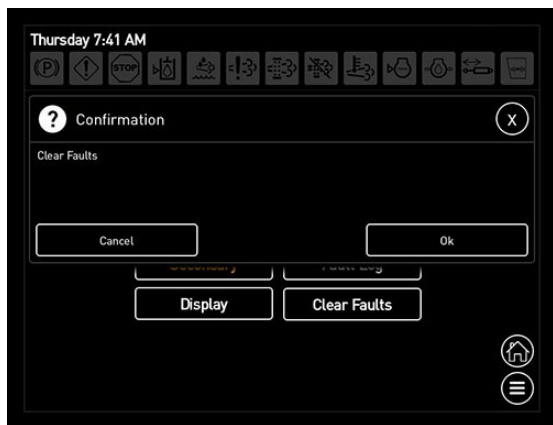 Thursday 7:41 AM
(P) STOP
? Confirmation X
Clear Faults
Cancel Ok
Display Clear Faults